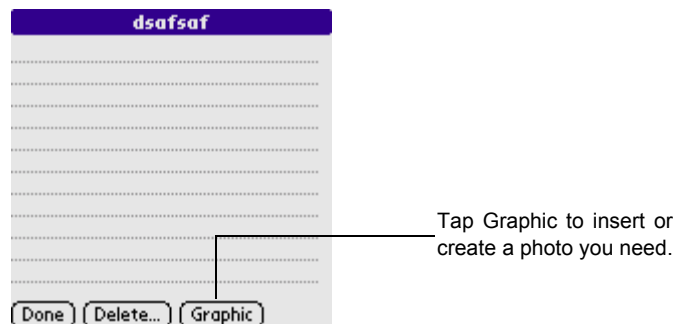 dsafsaf
Tap Graphic to insert or
create a photo you need.
Done Delete... Graphic